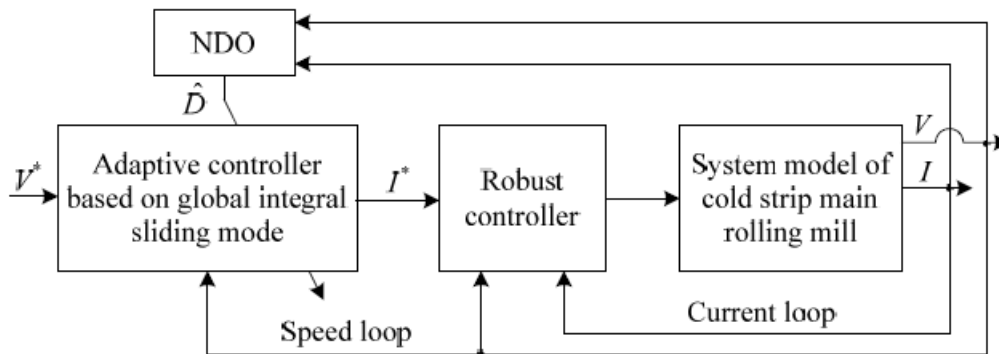 NDO
D̂
V*
Adaptive controller
based on global integral
sliding mode
I*
Robust
controller
System model of
cold strip main
rolling mill
V
I
Speed loop
Current loop